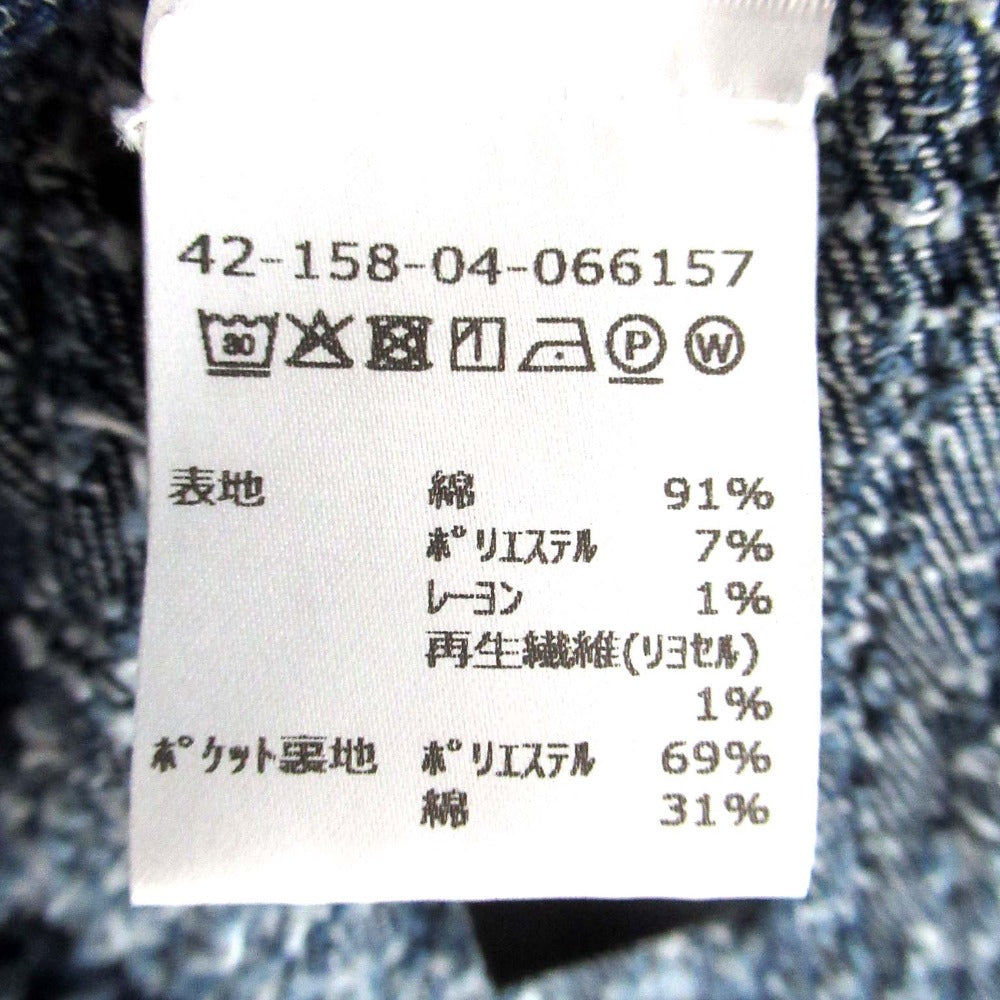 42-158-04-066157
30 P W
表地 綿 91%
ポリエステル 7%
レーヨン 1%
再生繊維(リヨセル)
1%
ポケット裏地 ポリエステル 69%
綿 31%